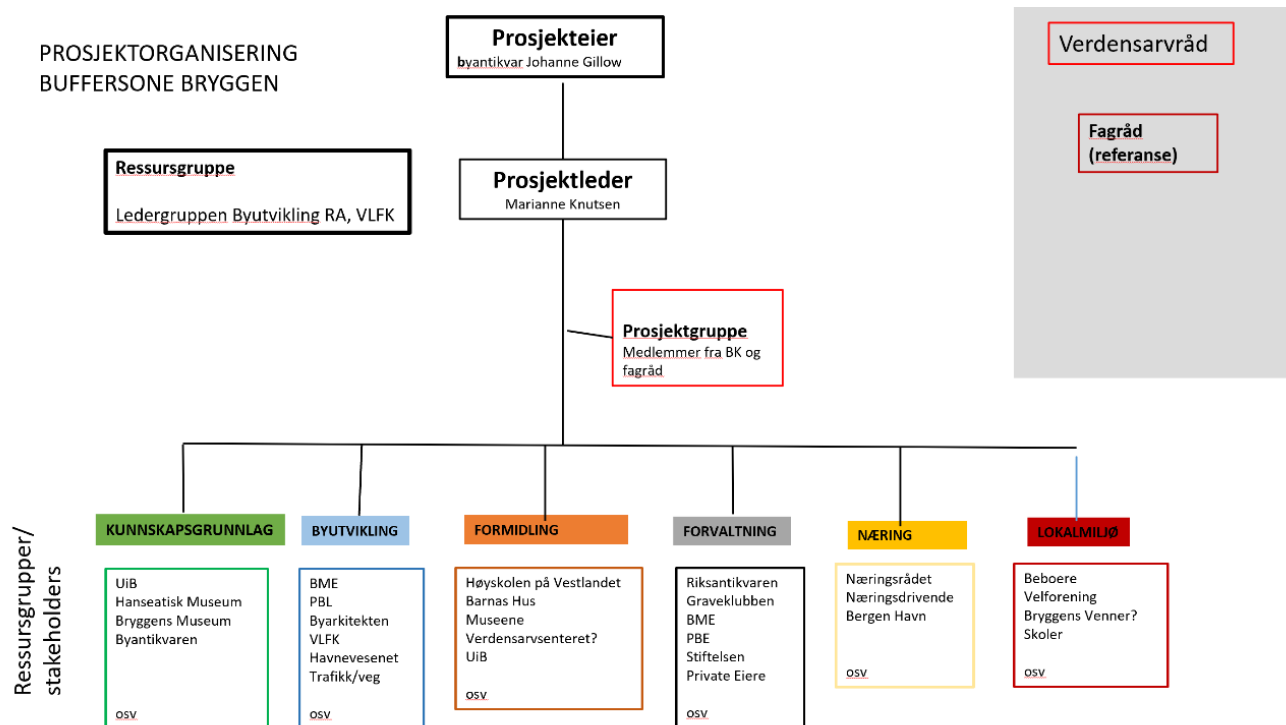 PROSJEKTORGANISERING
BUFFERSONE BRYGGEN
Prosjekteier
byantikvar Johanne Gillow
Verdensarvråd
Fagråd
(referanse)
Ressursgruppe
Ledergruppen Byutvikling RA, VLFK
Prosjektleder
Marianne Knutsen
Prosjektgruppe
Medlemmer fra BK og
fagråd
Ressursgrupper/
stakeholders
KUNNSKAPSGRUNNLAG
UiB
Hanseatisk Museum
Bryggens Museum
Byantikvaren
osv
BYUTVIKLING
BME
PBL
Byarkitekten
VLFK
Havnevesenet
Trafikk/veg
osv
FORMIDLING
Høyskolen på Vestlandet
Barnas Hus
Museene
Verdensarvsenteret?
UiB
osv
FORVALTNING
Riksantikvaren
Graveklubben
BME
PBE
Stiftelsen
Private Eiere
osv
NÆRING
Næringsrådet
Næringsdrivende
Bergen Havn
osv
LOKALMILJØ
Beboere
Velforening
Bryggens Venner?
Skoler
osv